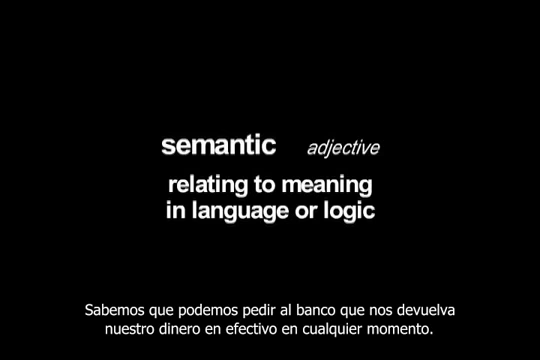 semantic adjective
relating to meaning
in language or logic
Sabemos que podemos pedir al banco que nos devuelva
nuestro dinero en efectivo en cualquier momento.